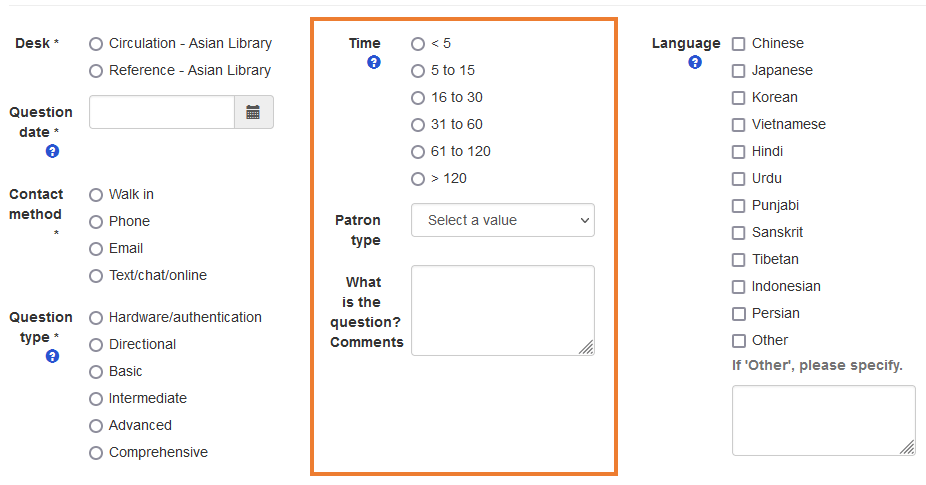 Desk *
Circulation - Asian Library
Reference - Asian Library
Question
date *
?
Contact
method
*
Walk in
Phone
Email
Text/chat/online
Question
type *
?
Hardware/authentication
Directional
Basic
Intermediate
Advanced
Comprehensive
Time
?
< 5
5 to 15
16 to 30
31 to 60
61 to 120
> 120
Patron
type
Select a value
What
is the
question?
Comments
Language
?
Chinese
Japanese
Korean
Vietnamese
Hindi
Urdu
Punjabi
Sanskrit
Tibetan
Indonesian
Persian
Other
If 'Other', please specify.